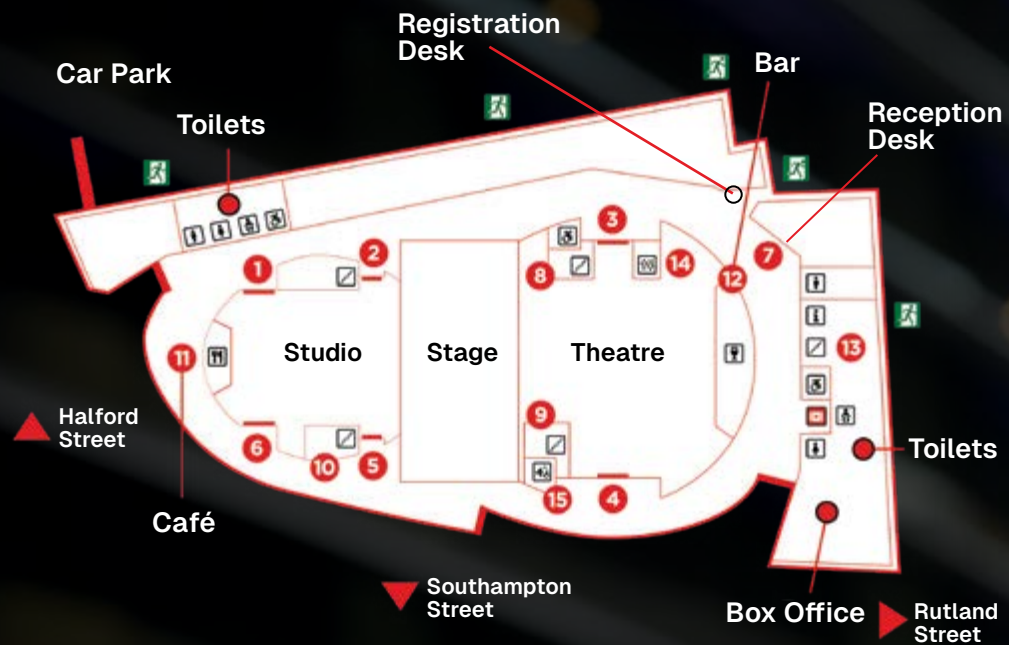 Registration
Desk
Bar
Car Park
Reception
Desk
Toilets
3
2
7
1
14
8
12
Studio
Stage
Theatre
13
11
9
Halford
Street
6
10
5
Toilets
15
4
Café
Southampton
Street
Box Office
Rutland
Street